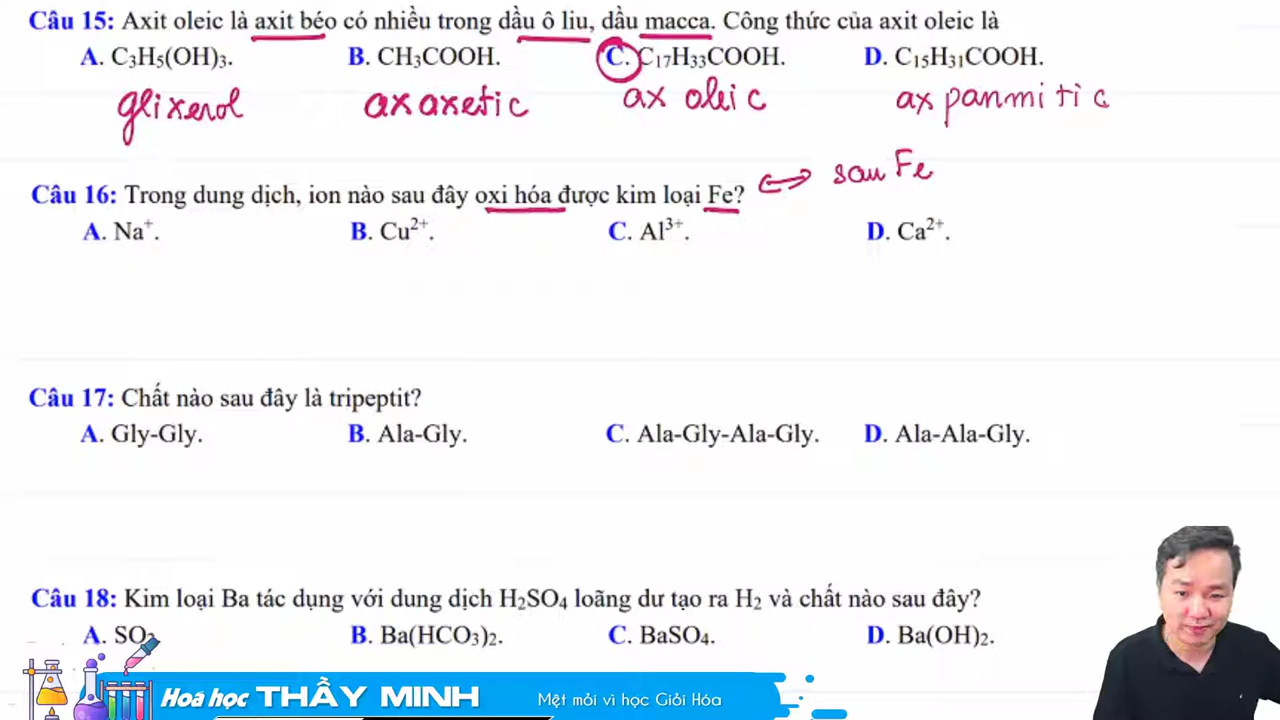 Câu 15: Axit oleic là axit béo có nhiều trong dầu ô liu, dầu macca. Công thức của axit oleic là
A. C₃H₅(OH)₃. B. CH₃COOH. C. C₁₇H₃₃COOH. D. C₁₅H₃₁COOH.
glixerol ax axetic ax oleic ax panmitic
Câu 16: Trong dung dịch, ion nào sau đây oxi hóa được kim loại Fe? ⟷ sau Fe
A. Na⁺. B. Cu²⁺. C. Al³⁺. D. Ca²⁺.
Câu 17: Chất nào sau đây là tripeptit?
A. Gly-Gly. B. Ala-Gly. C. Ala-Gly-Ala-Gly. D. Ala-Ala-Gly.
Câu 18: Kim loại Ba tác dụng với dung dịch H₂SO₄ loãng dư tạo ra H₂ và chất nào sau đây?
A. SO₂. B. Ba(HCO₃)₂. C. BaSO₄. D. Ba(OH)₂.
Hoá học THẦY MINH Mệt mỏi vì học Giỏi Hóa